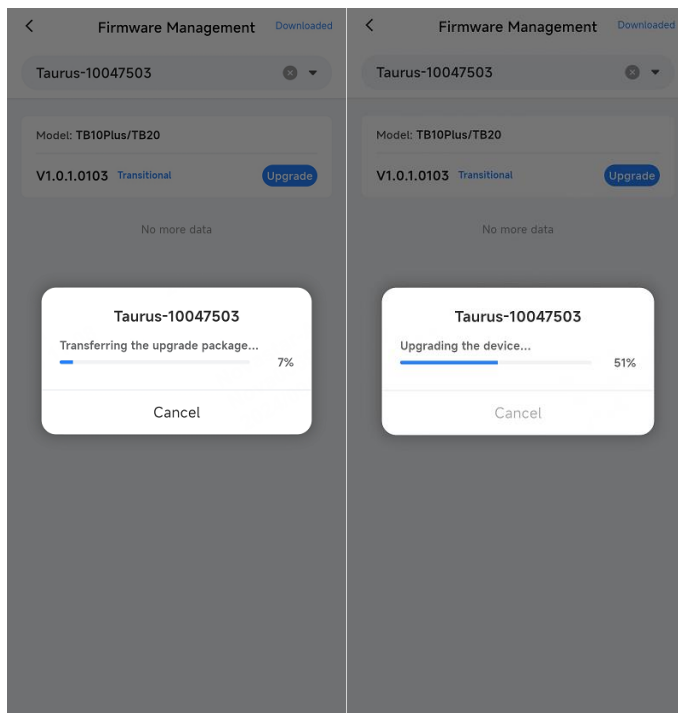 Firmware Management Downloaded
Taurus-10047503
Model: TB10Plus/TB20
V1.0.1.0103 Transitional Upgrade
No more data
Taurus-10047503
Transferring the upgrade package...
7%
Cancel
Firmware Management Downloaded
Taurus-10047503
Model: TB10Plus/TB20
V1.0.1.0103 Transitional Upgrade
No more data
Taurus-10047503
Upgrading the device...
51%
Cancel